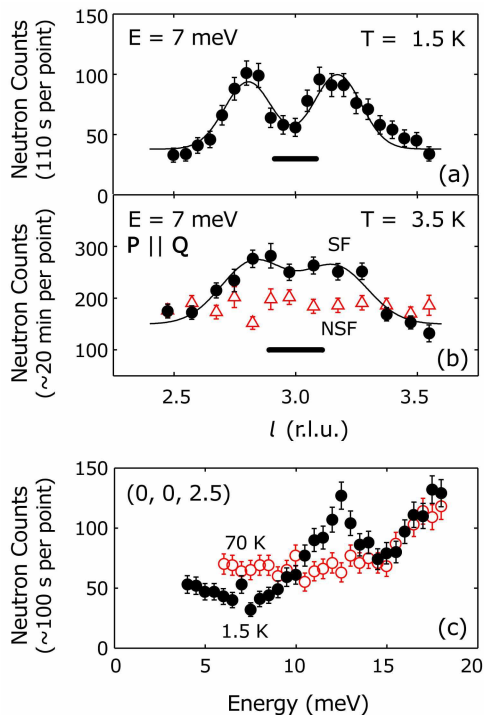 Neutron Counts
(110 s per point)
150
100
50
0
E = 7 meV
T = 1.5 K
(a)
Neutron Counts
(~20 min per point)
300
200
100
E = 7 meV
T = 3.5 K
P || Q
SF
NSF
(b)
2.5
3.0
3.5
l (r.l.u.)
Neutron Counts
(~100 s per point)
150
100
50
0
(0, 0, 2.5)
70 K
1.5 K
(c)
0
5
10
15
20
Energy (meV)